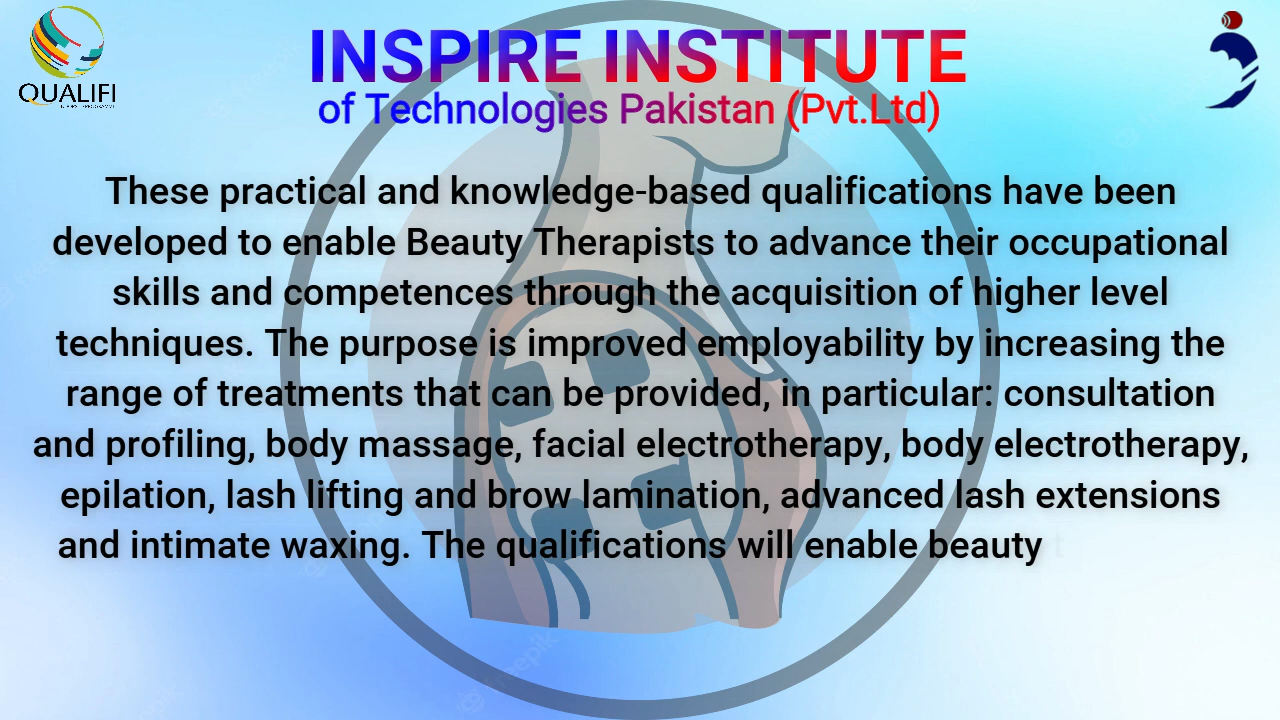 QUALIFI
INSPIRE INSTITUTE
of Technologies Pakistan (Pvt.Ltd)
These practical and knowledge-based qualifications have been
developed to enable Beauty Therapists to advance their occupational
skills and competences through the acquisition of higher level
techniques. The purpose is improved employability by increasing the
range of treatments that can be provided, in particular: consultation
and profiling, body massage, facial electrotherapy, body electrotherapy,
epilation, lash lifting and brow lamination, advanced lash extensions
and intimate waxing. The qualifications will enable beauty